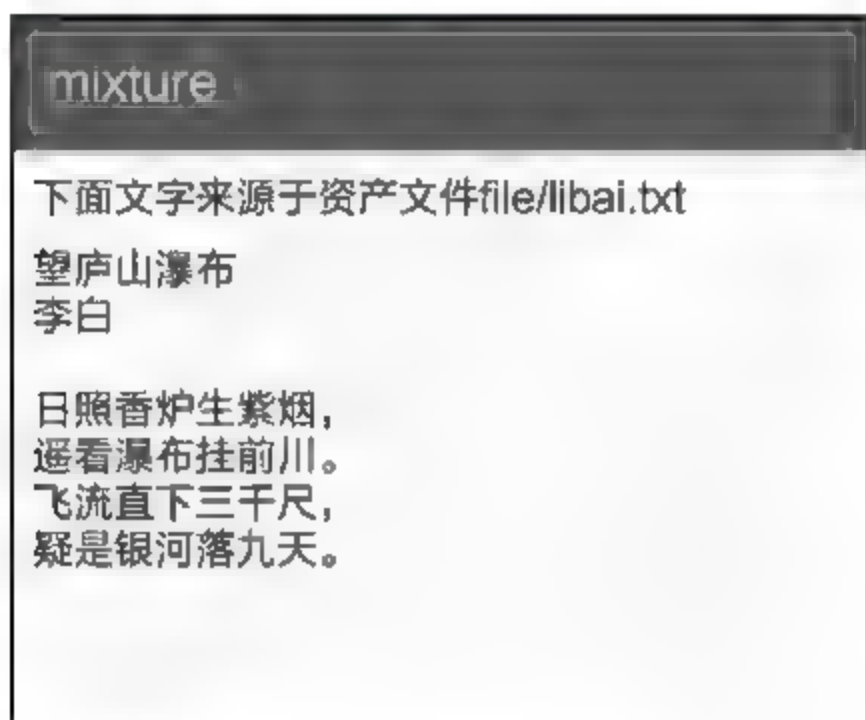 mixture
下面文字来源于资产文件file/libai.txt
望庐山瀑布
李白
日照香炉生紫烟，
遥看瀑布挂前川。
飞流直下三千尺，
疑是银河落九天。